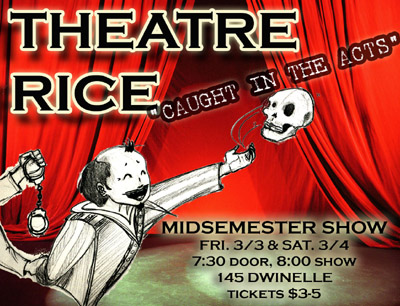 THEATRE
RICE
"CAUGHT IN THE ACTS"
MIDSEMESTER SHOW
FRI. 3/3 & SAT. 3/4
7:30 DOOR, 8:00 SHOW
145 DWINELLE
TICKETS $3-5